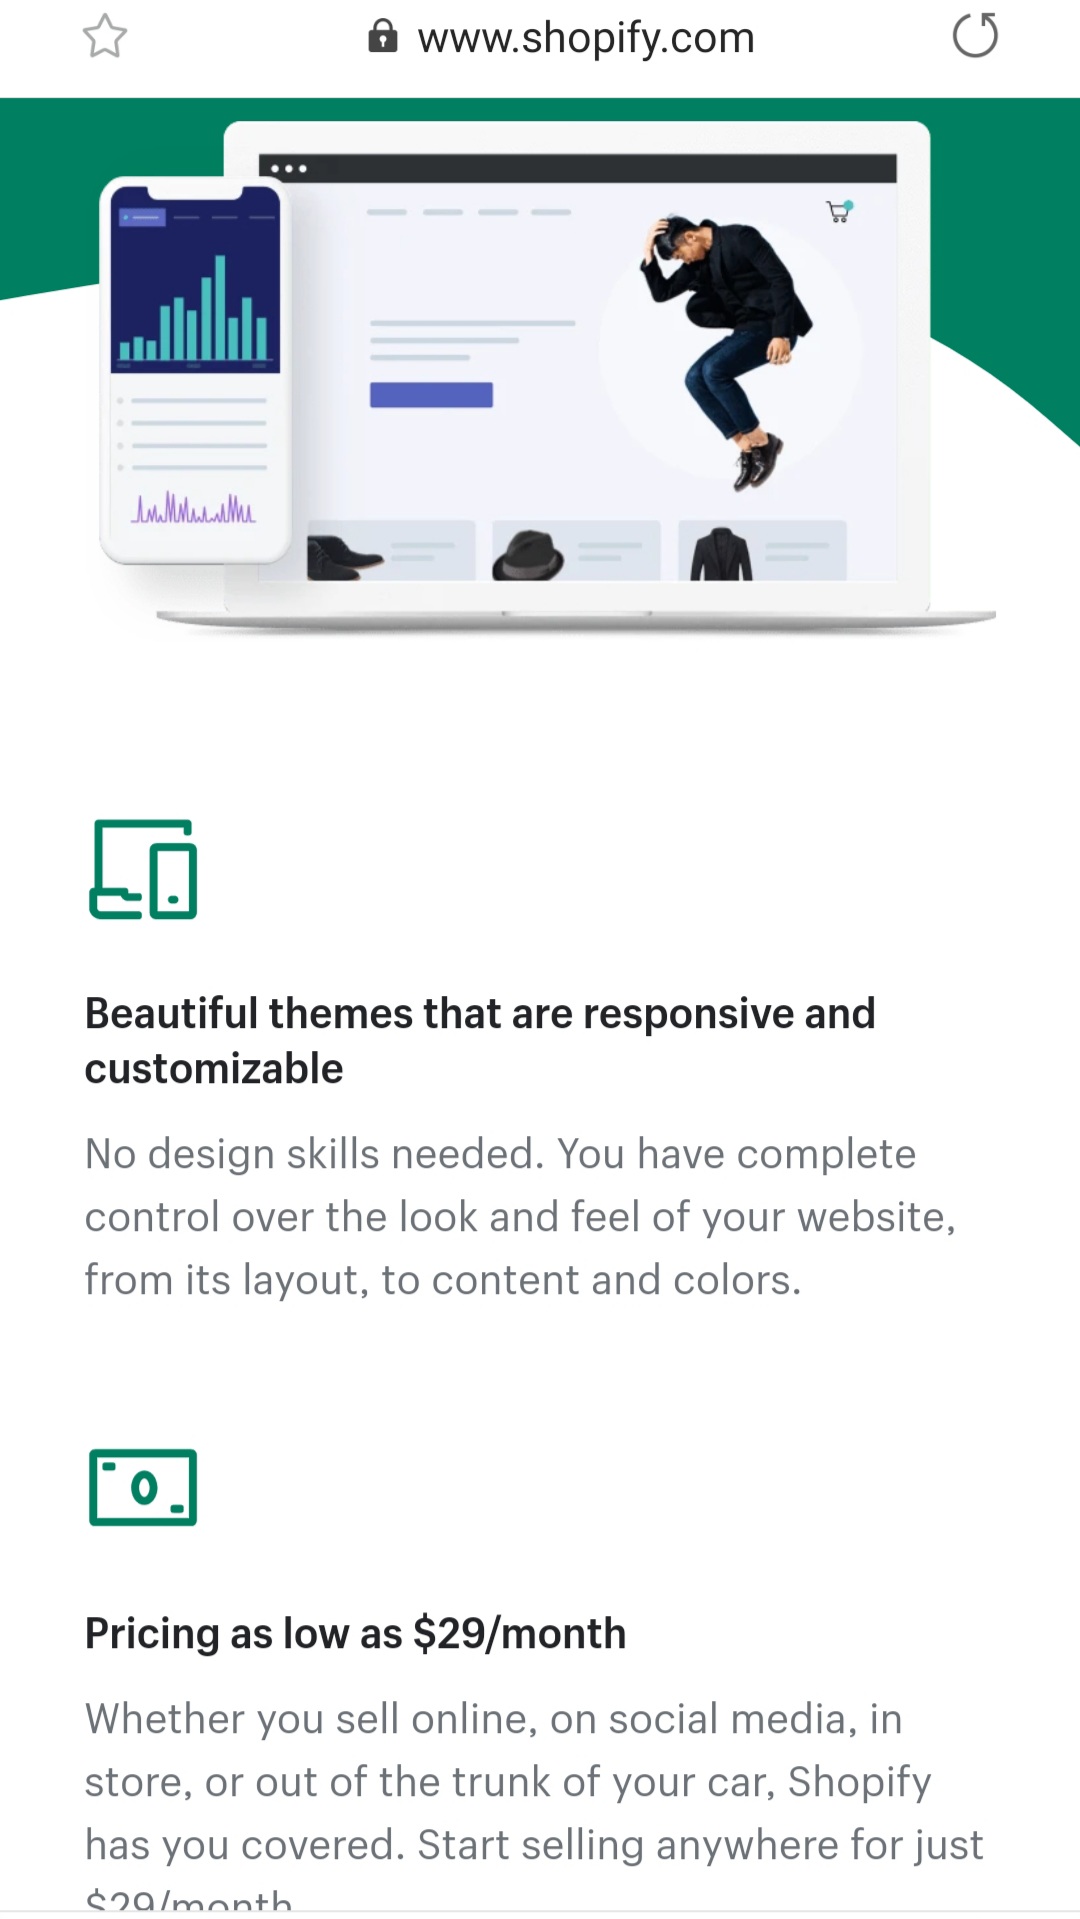 www.shopify.com
Beautiful themes that are responsive and
customizable
No design skills needed. You have complete
control over the look and feel of your website,
from its layout, to content and colors.
Pricing as low as $29/month
Whether you sell online, on social media, in
store, or out of the trunk of your car, Shopify
has you covered. Start selling anywhere for just
$29/month